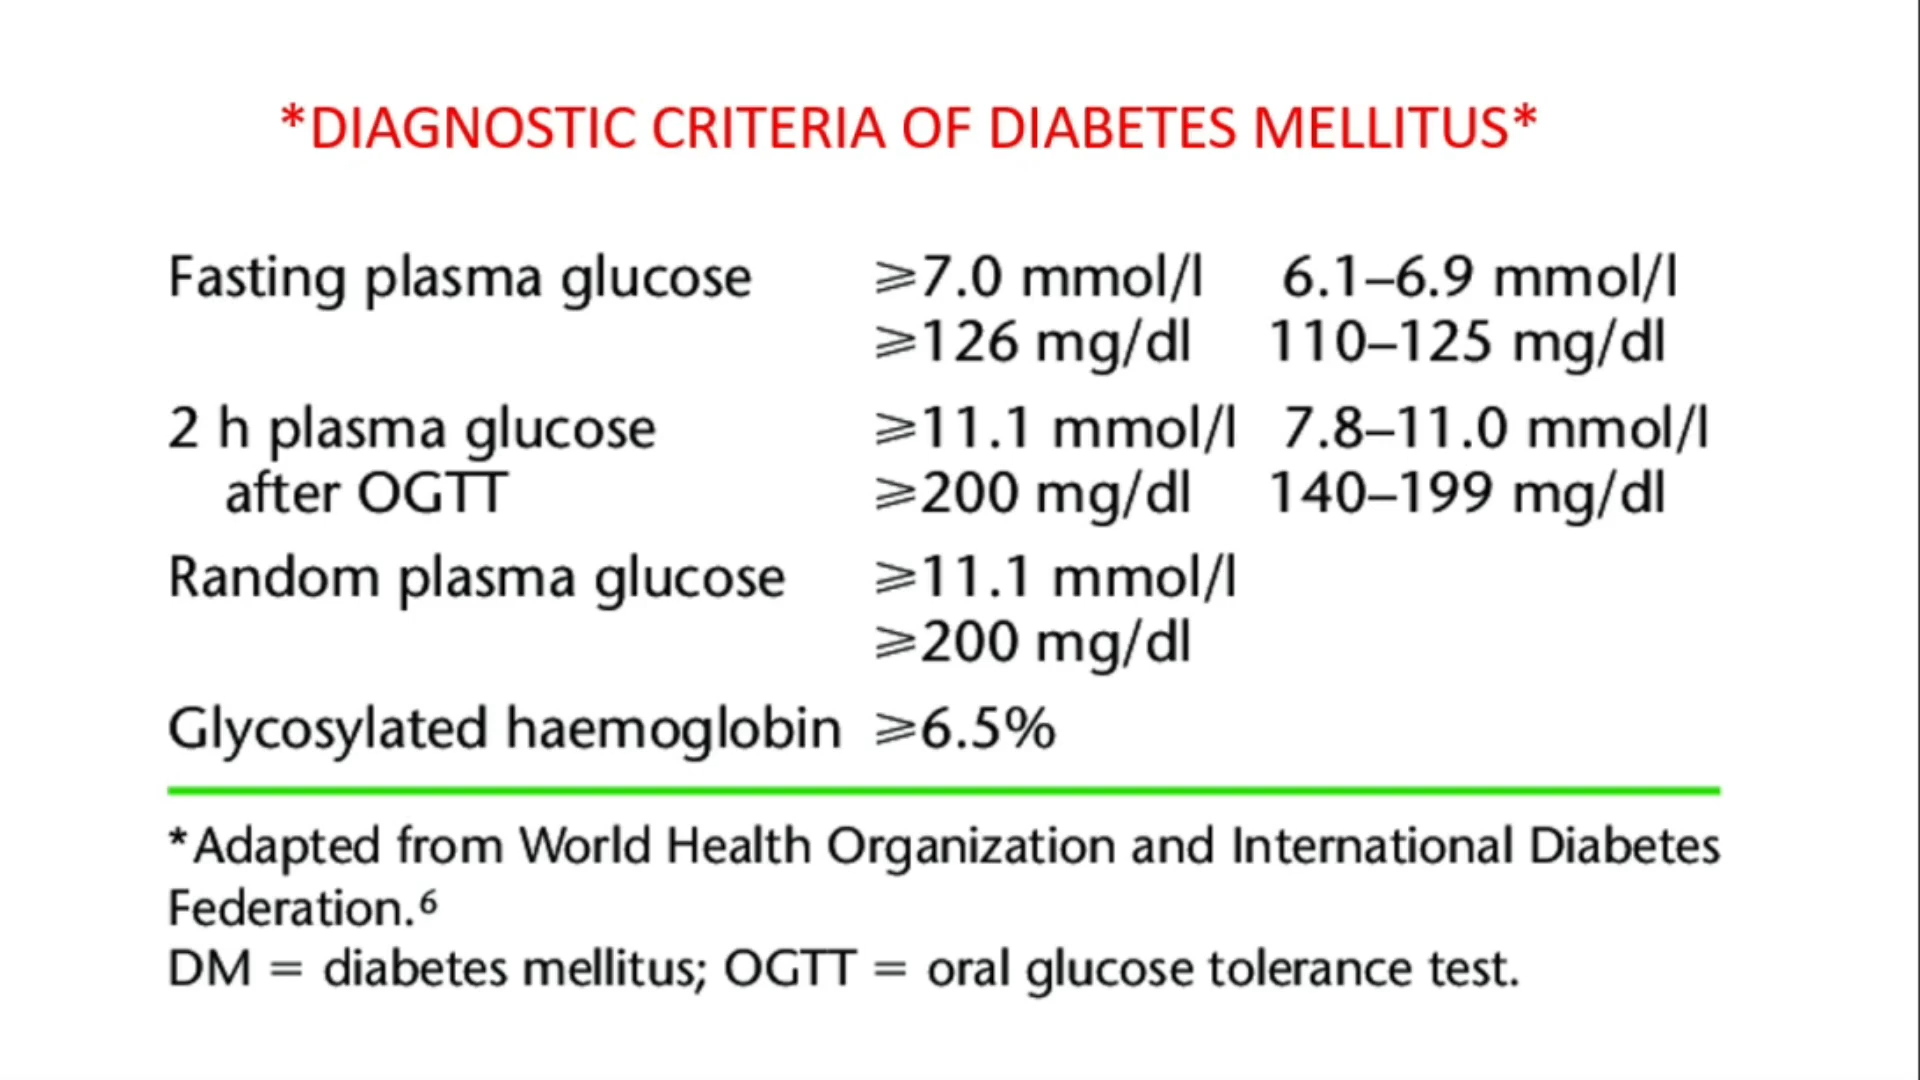 *DIAGNOSTIC CRITERIA OF DIABETES MELLITUS*
Fasting plasma glucose ⩾7.0 mmol/l 6.1–6.9 mmol/l
⩾126 mg/dl 110–125 mg/dl
2 h plasma glucose ⩾11.1 mmol/l 7.8–11.0 mmol/l
after OGTT ⩾200 mg/dl 140–199 mg/dl
Random plasma glucose ⩾11.1 mmol/l
⩾200 mg/dl
Glycosylated haemoglobin ⩾6.5%
*Adapted from World Health Organization and International Diabetes
Federation.⁶
DM = diabetes mellitus; OGTT = oral glucose tolerance test.